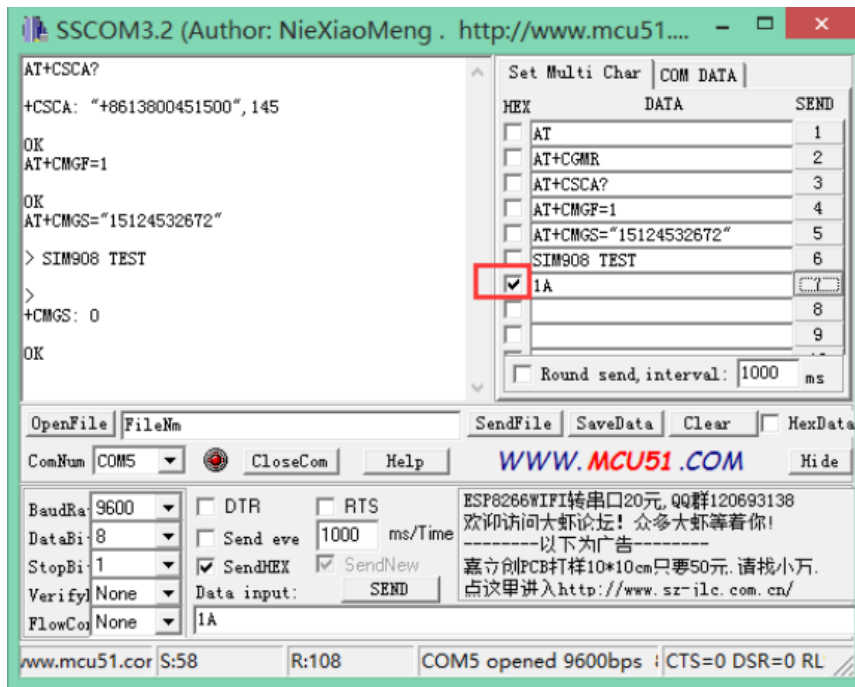 SSCOM3.2 (Author: NieXiaoMeng . http://www.mcu51....
AT+CSCA?
+CSCA: "+8613800451500",145
OK
AT+CMGF=1
OK
AT+CMGS="15124532672"
> SIM908 TEST
>
+CMGS: 0
OK
Set Multi Char COM DATA
HEX DATA SEND
AT 1
AT+CGMR 2
AT+CSCA? 3
AT+CMGF=1 4
AT+CMGS="15124532672" 5
SIM908 TEST 6
1A 7
8
9
Round send, interval: 1000 ms
OpenFile FileNm SendFile SaveData Clear HexData
ComNum COM5 CloseCom Help WWW.MCU51.COM Hide
BaudRa 9600 DTR RTS
DataBi 8 Send eve 1000 ms/Time
StopBi 1 SendHEX SendNew
Verify None Data input: SEND
FlowCo None 1A
ESP8266WIFI转串口20元,QQ群120693138
欢迎访问大虾论坛！众多大虾等着你!
--------以下为广告--------
嘉立创PCB打样10*10cm只要50元.请找小万.
点这里进入http://www.sz-jlc.com.cn/
www.mcu51.cor S:58 R:108 COM5 opened 9600bps CTS=0 DSR=0 RL